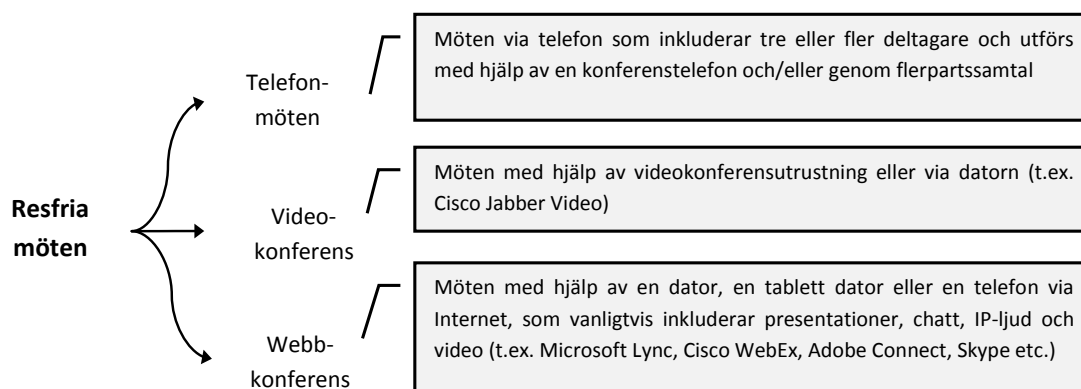 Resfria
möten
Telefon-
möten
Möten via telefon som inkluderar tre eller fler deltagare och utförs
med hjälp av en konferenstelefon och/eller genom flerpartssamtal
Video-
konferens
Möten med hjälp av videokonferensutrustning eller via datorn (t.ex.
Cisco Jabber Video)
Webb-
konferens
Möten med hjälp av en dator, en tablett dator eller en telefon via
Internet, som vanligtvis inkluderar presentationer, chatt, IP-ljud och
video (t.ex. Microsoft Lync, Cisco WebEx, Adobe Connect, Skype etc.)